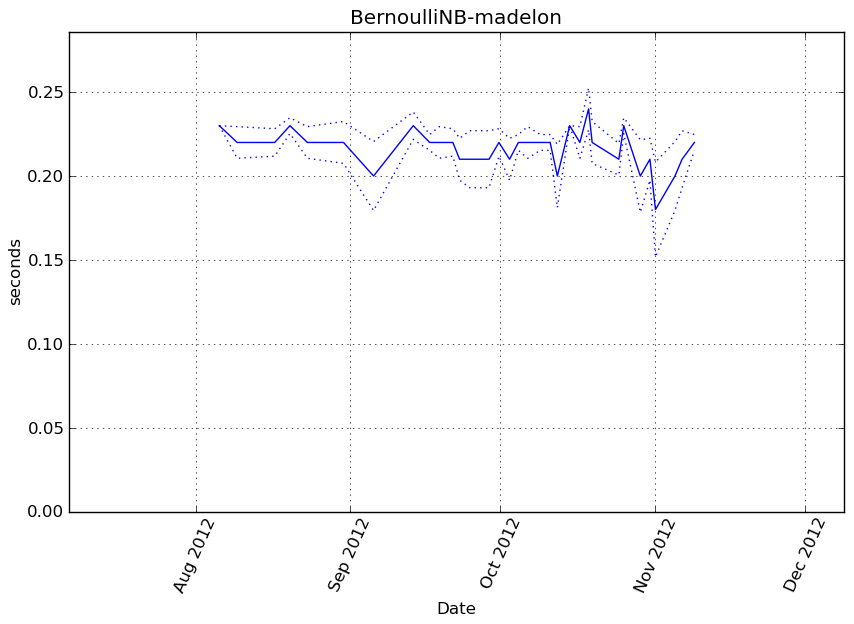 BernoulliNB-madelon
0.25
0.20
0.15
0.10
0.05
0.00
seconds
Aug 2012
Sep 2012
Oct 2012
Nov 2012
Dec 2012
Date